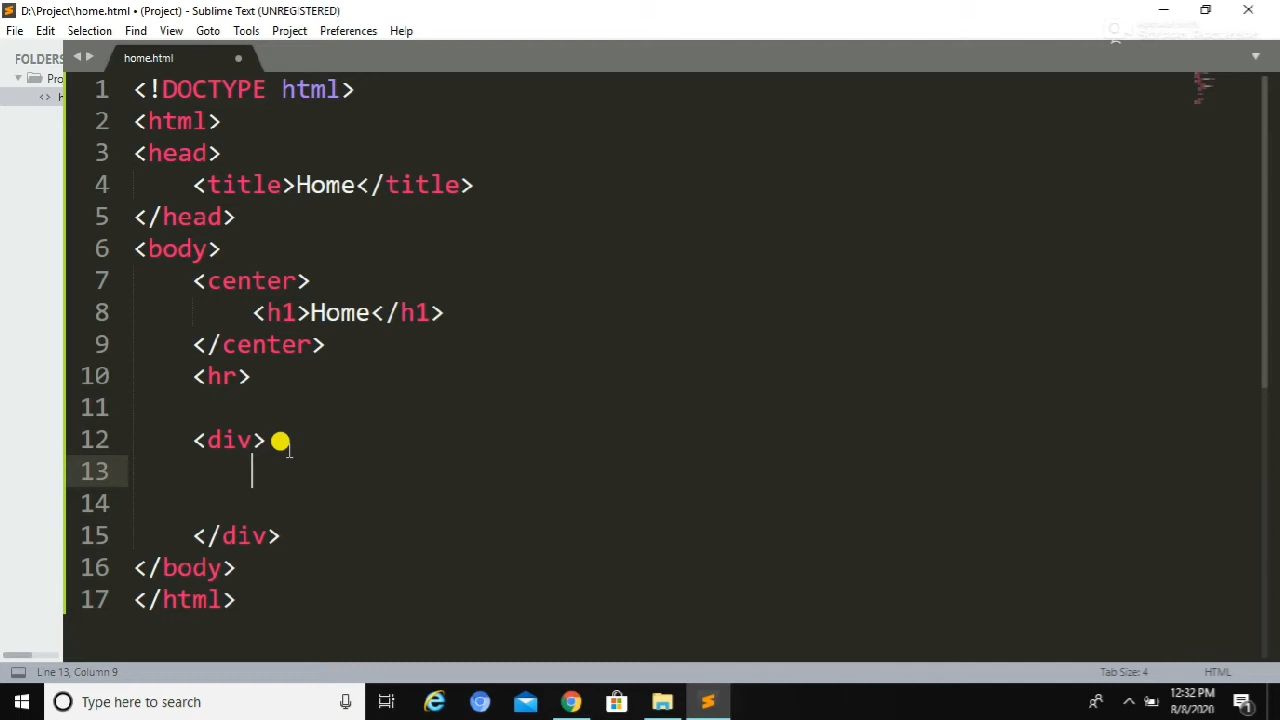 D:\Project\home.html • (Project) - Sublime Text (UNREGISTERED)
File Edit Selection View Goto Tools Project Preferences Help
FOLDERS
home.html
Pro
1 <!DOCTYPE html>
2 <html>
3 <head>
4 <title>Home</title>
5 </head>
6 <body>
7 <center>
8 <h1>Home</h1>
9 </center>
10 <hr>
11
12 <div>
13
14
15 </div>
16 </body>
17 </html>
Line 13, Column 9
Tab Size: 4
HTML
Type here to search
12:32 PM
8/8/2020
1